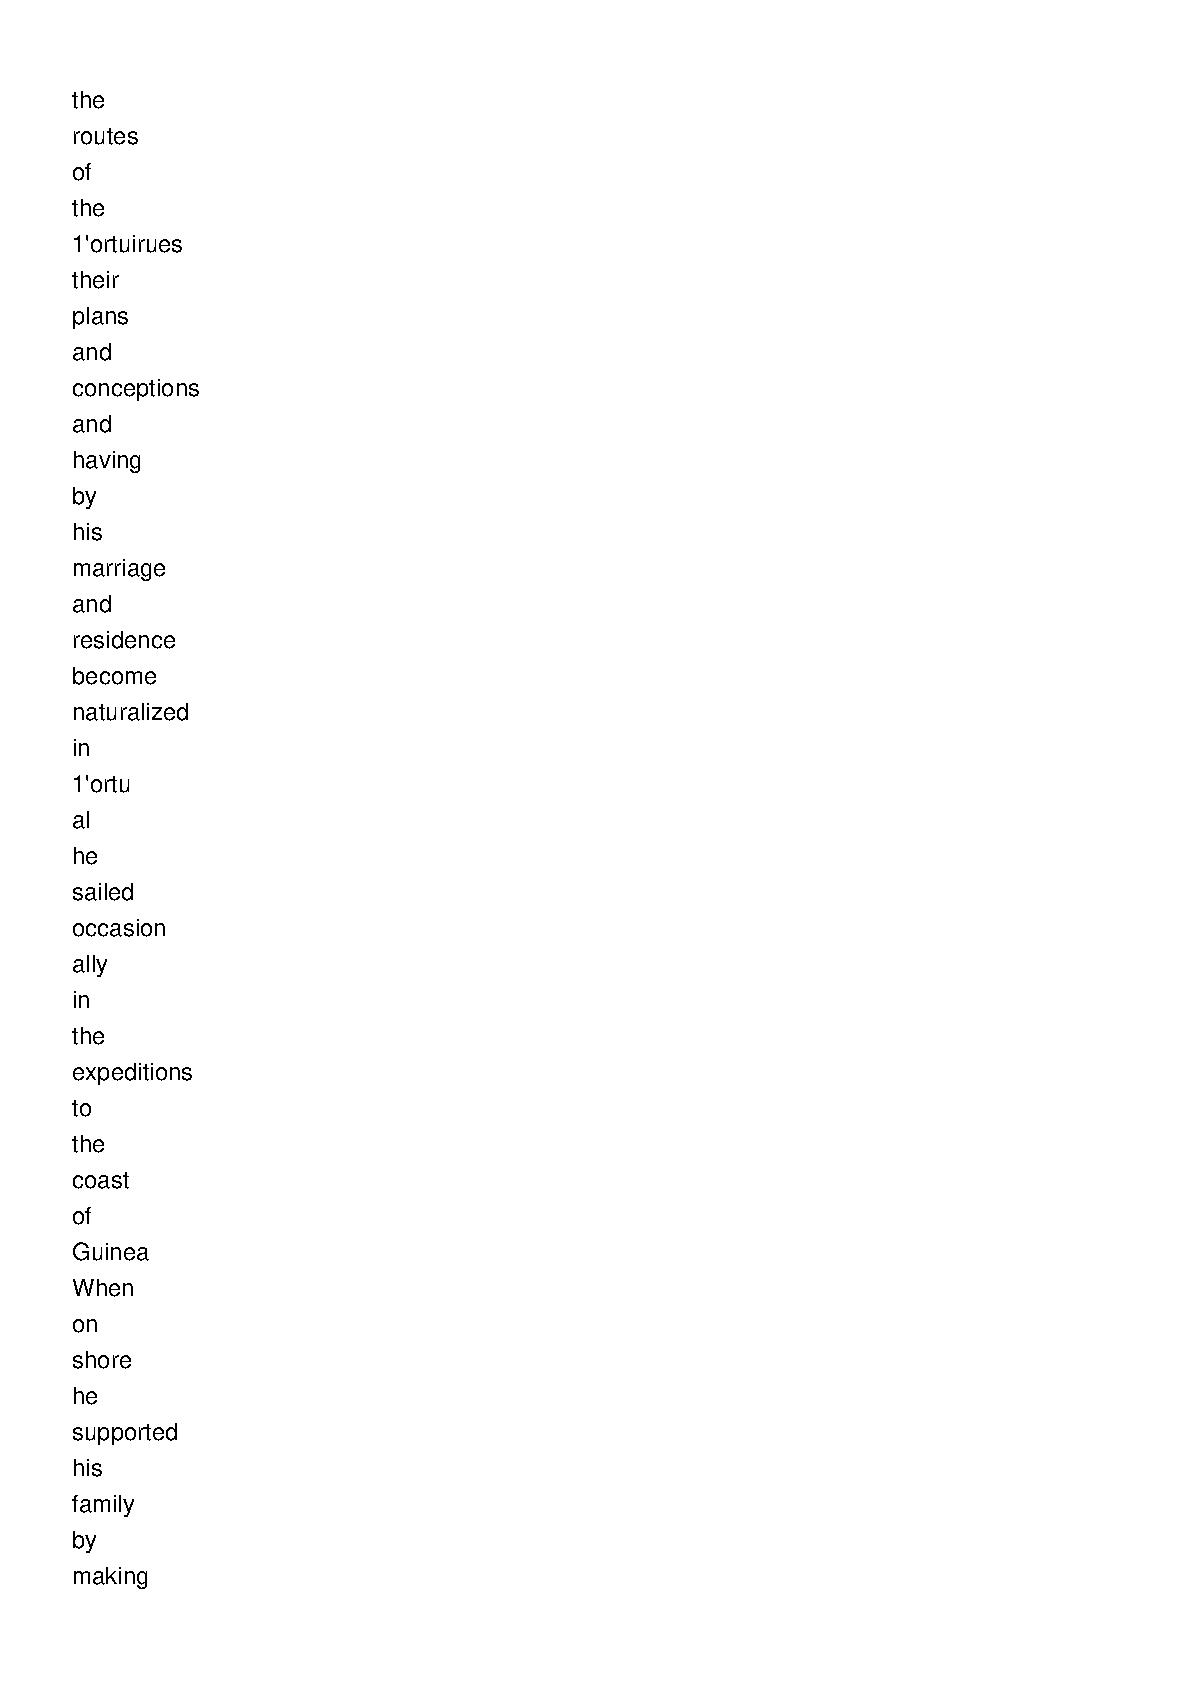 the
routes
of
the
1'ortuirues
their
plans
and
conceptions
and
having
by
his
marriage
and
residence
become
naturalized
in
1'ortu
al
he
sailed
occasion
ally
in
the
expeditions
to
the
coast
of
Guinea
When
on
shore
he
supported
his
family
by
making